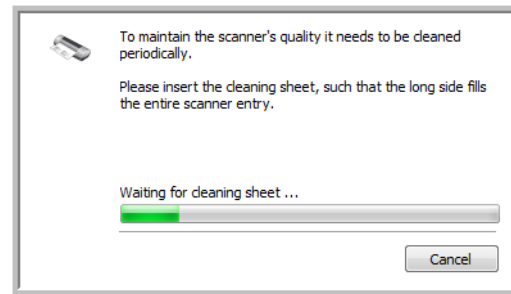 To maintain the scanner's quality it needs to be cleaned
periodically.
Please insert the cleaning sheet, such that the long side fills
the entire scanner entry.
Waiting for cleaning sheet ...
Cancel